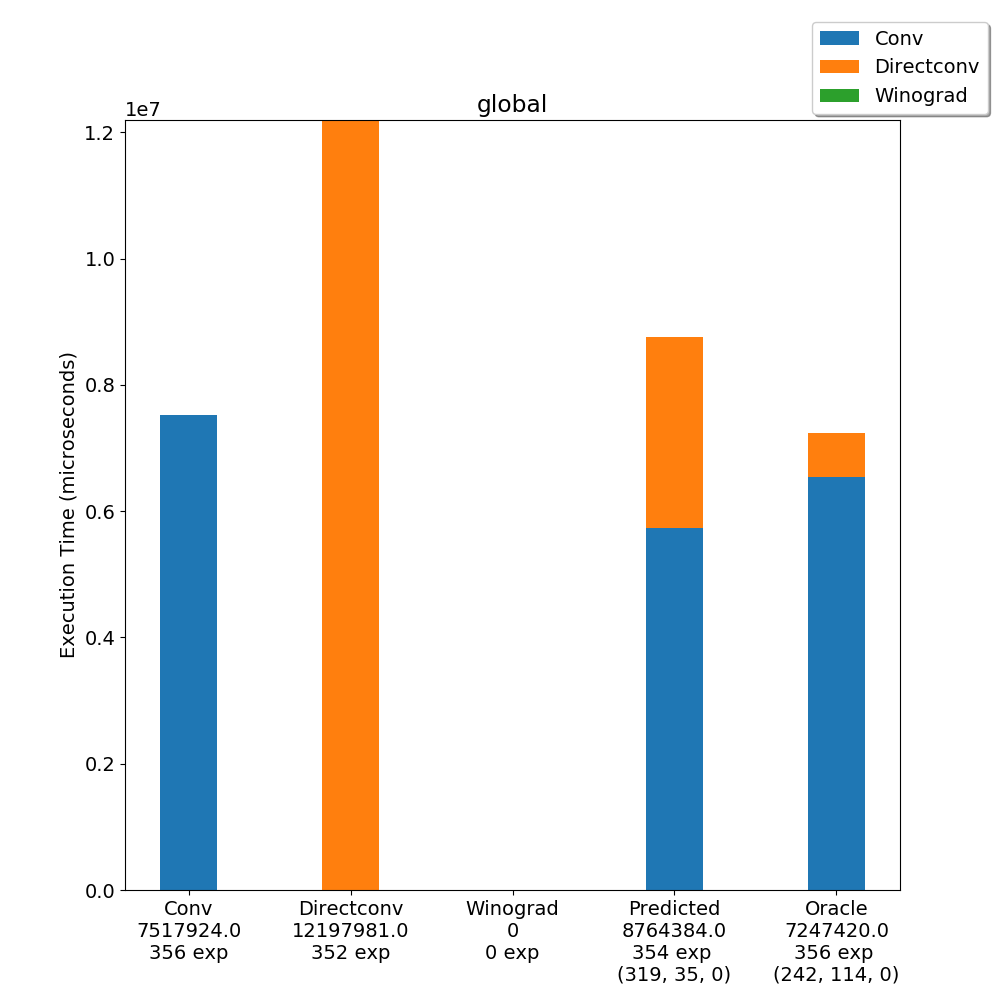 Conv
Directconv
Winograd
1e7
global
1.2
1.0
0.8
0.6
0.4
0.2
0.0
Execution Time (microseconds)
Conv
7517924.0
356 exp
Directconv
12197981.0
352 exp
Winograd
0
0 exp
Predicted
8764384.0
354 exp
(319, 35, 0)
Oracle
7247420.0
356 exp
(242, 114, 0)